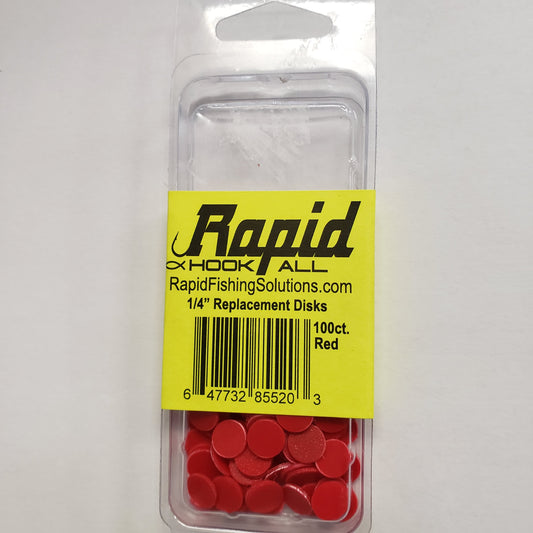 Rapid
HOOK ALL
RapidFishingSolutions.com
1/4” Replacement Disks
100ct.
Red
6 47732 85520 3